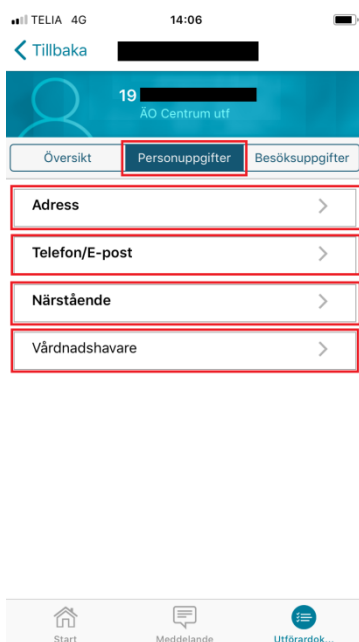 TELIA 4G 14:06
Tillbaka
19
ÄO Centrum utf
Översikt Personuppgifter Besöksuppgifter
Adress
Telefon/E-post
Närstående
Vårdnadshavare
Start Meddelande Utförardok...